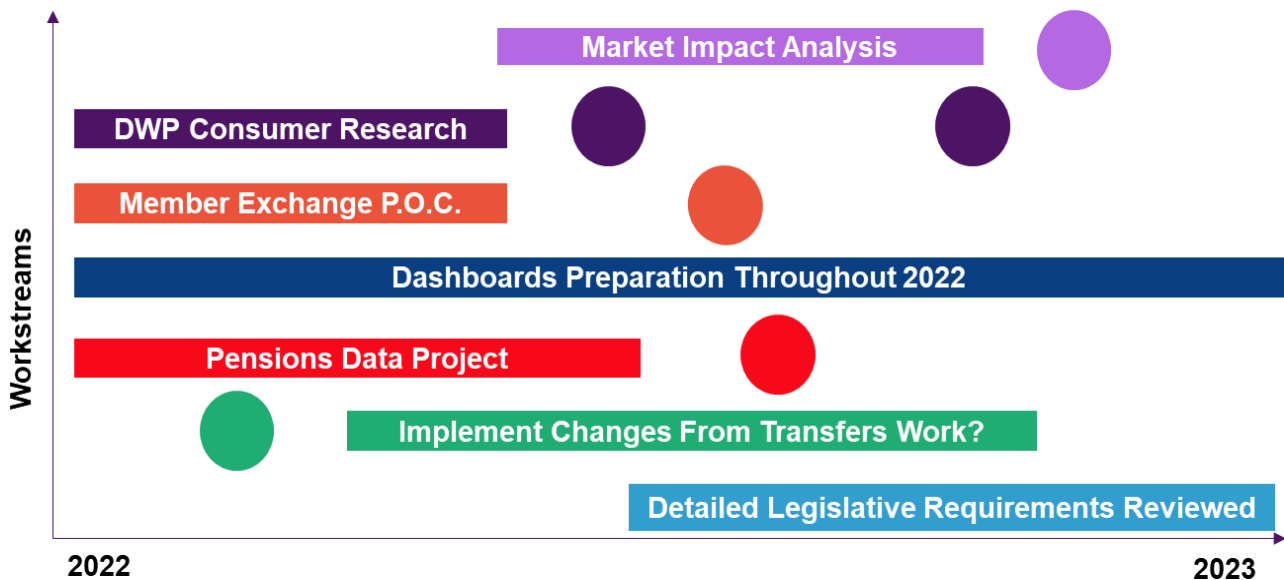 Market Impact Analysis
DWP Consumer Research
Member Exchange P.O.C.
Dashboards Preparation Throughout 2022
Pensions Data Project
Implement Changes From Transfers Work?
Detailed Legislative Requirements Reviewed
Workstreams
2022
2023